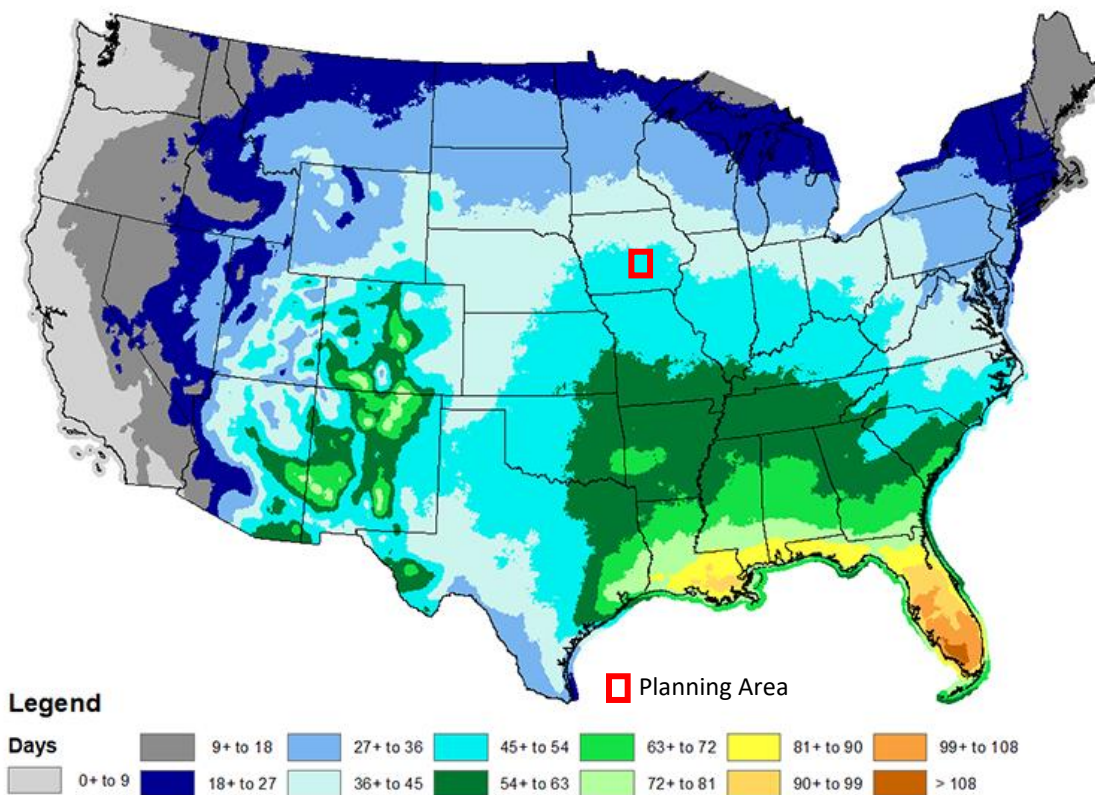 Planning Area
Legend
Days
9+ to 18
27+ to 36
45+ to 54
63+ to 72
81+ to 90
99+ to 108
0+ to 9
18+ to 27
36+ to 45
54+ to 63
72+ to 81
90+ to 99
> 108